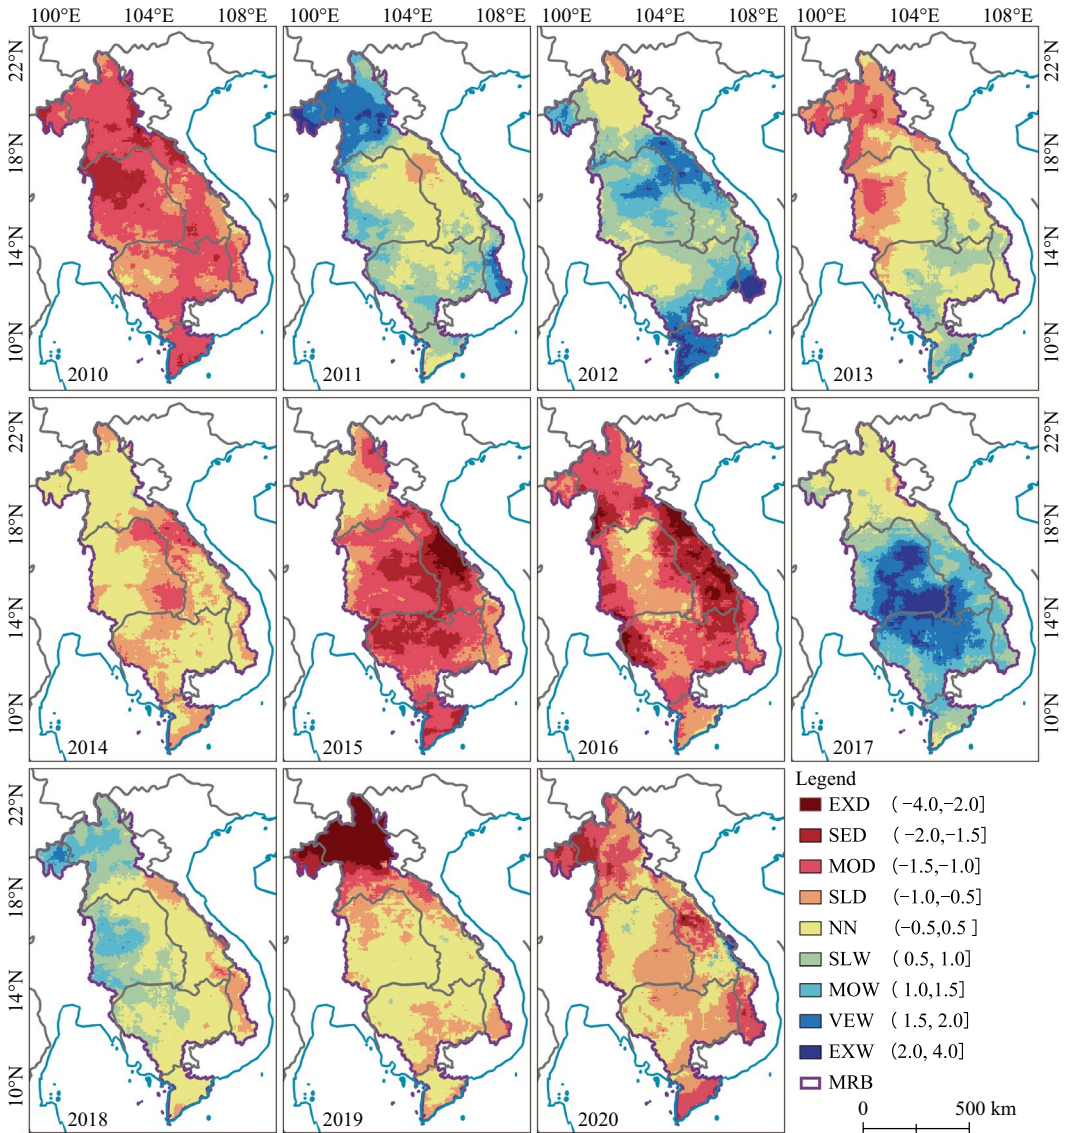 100°E 104°E 108°E 100°E 104°E 108°E 100°E 104°E 108°E 100°E 104°E 108°E
22°N
18°N
14°N
10°N
2010
2011
2012
2013
22°N
18°N
14°N
10°N
22°N
18°N
14°N
10°N
2014
2015
2016
2017
22°N
18°N
14°N
10°N
22°N
18°N
14°N
10°N
2018
2019
2020
Legend
EXD (−4.0,−2.0]
SED (−2.0,−1.5]
MOD (−1.5,−1.0]
SLD (−1.0,−0.5]
NN (−0.5,0.5 ]
SLW ( 0.5, 1.0]
MOW ( 1.0,1.5]
VEW ( 1.5, 2.0]
EXW (2.0, 4.0]
MRB
0 500 km